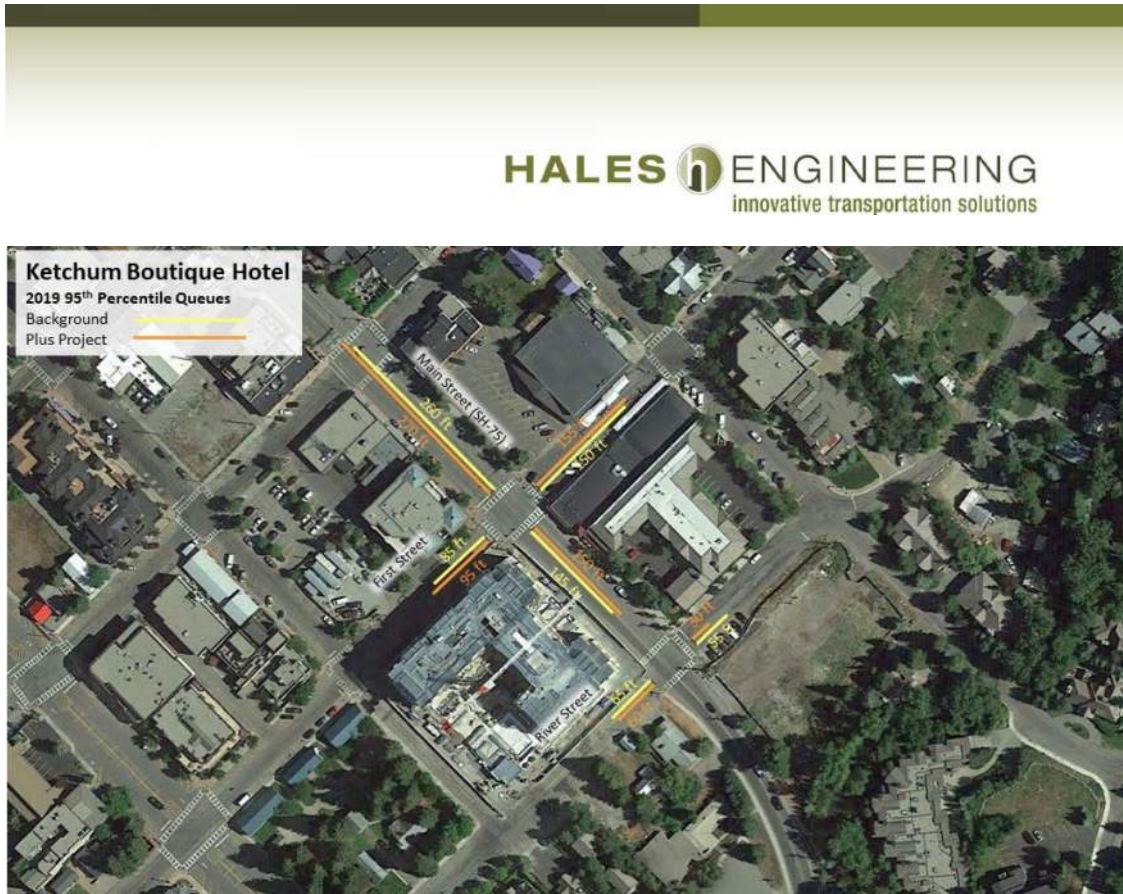 HALES h ENGINEERING
innovative transportation solutions
Ketchum Boutique Hotel
2019 95th Percentile Queues
Background
Plus Project
Main Street (SH-75)
260 ft
First Street
85 ft
95 ft
145 ft
River Street